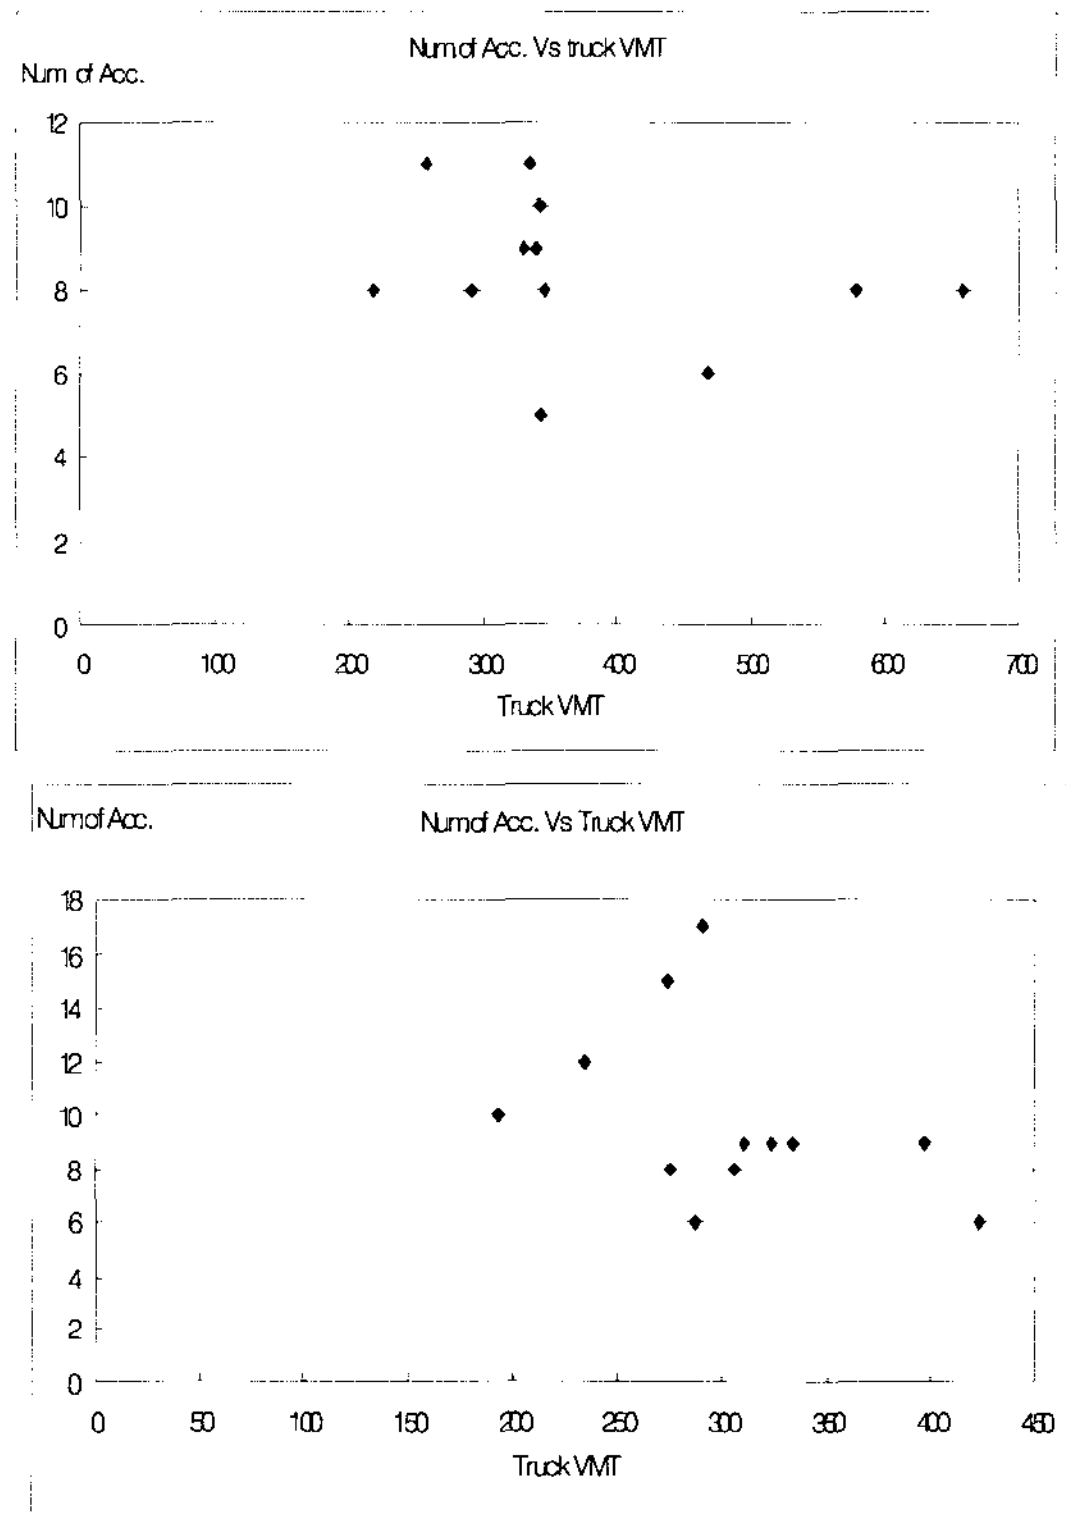 Num of Acc. Vs truck VMT
Num of Acc.
12
10
8
6
4
2
0
0 100 200 300 400 500 600 700
Truck VMT
Num of Acc. Num of Acc. Vs Truck VMT
18
16
14
12
10
8
6
4
2
0
0 50 100 150 200 250 300 350 400 450
Truck VMT